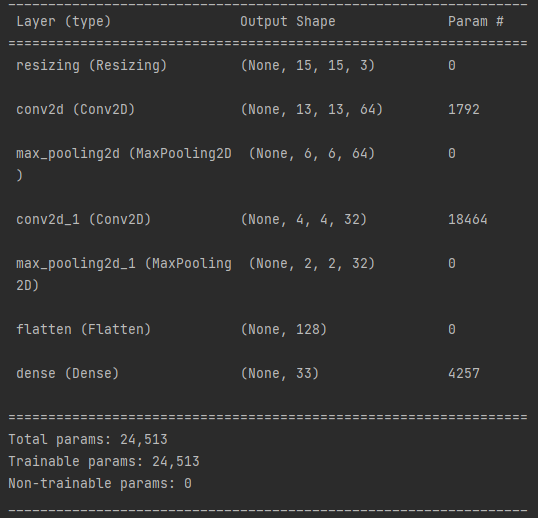 _________________________________________________________________
 Layer (type)                Output Shape              Param #
=================================================================
 resizing (Resizing)         (None, 15, 15, 3)         0

 conv2d (Conv2D)             (None, 13, 13, 64)        1792

 max_pooling2d (MaxPooling2D  (None, 6, 6, 64)         0
 )

 conv2d_1 (Conv2D)           (None, 4, 4, 32)          18464

 max_pooling2d_1 (MaxPooling  (None, 2, 2, 32)         0
 2D)

 flatten (Flatten)           (None, 128)               0

 dense (Dense)               (None, 33)                4257

=================================================================
Total params: 24,513
Trainable params: 24,513
Non-trainable params: 0
_________________________________________________________________